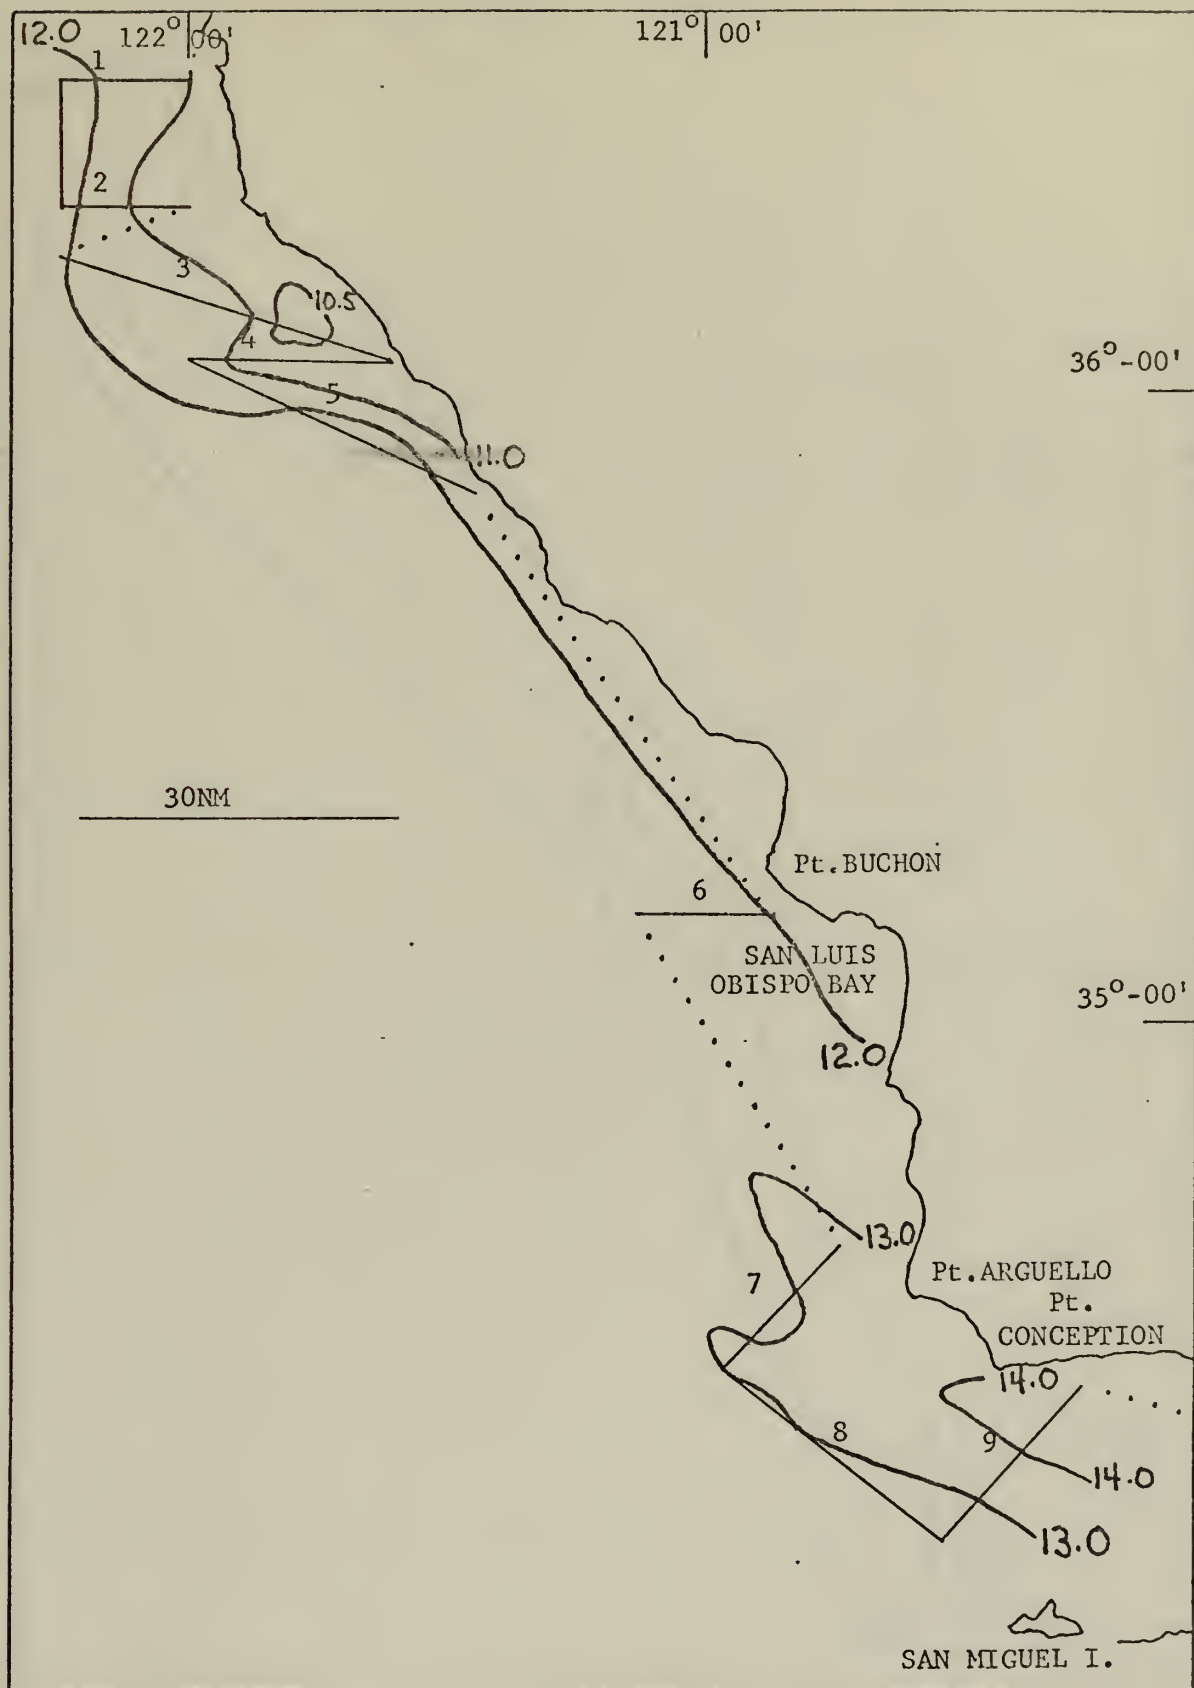 12.0
122° 00'
121° 00'
1
2
3
10.5
4
36°-00'
5
11.0
30NM
Pt.BUCHON
6
SAN LUIS
OBISPO BAY
35°-00'
12.0
13.0
7
Pt.ARGUELLO
Pt.
CONCEPTION
14.0
8
9
14.0
13.0
SAN MIGUEL I.